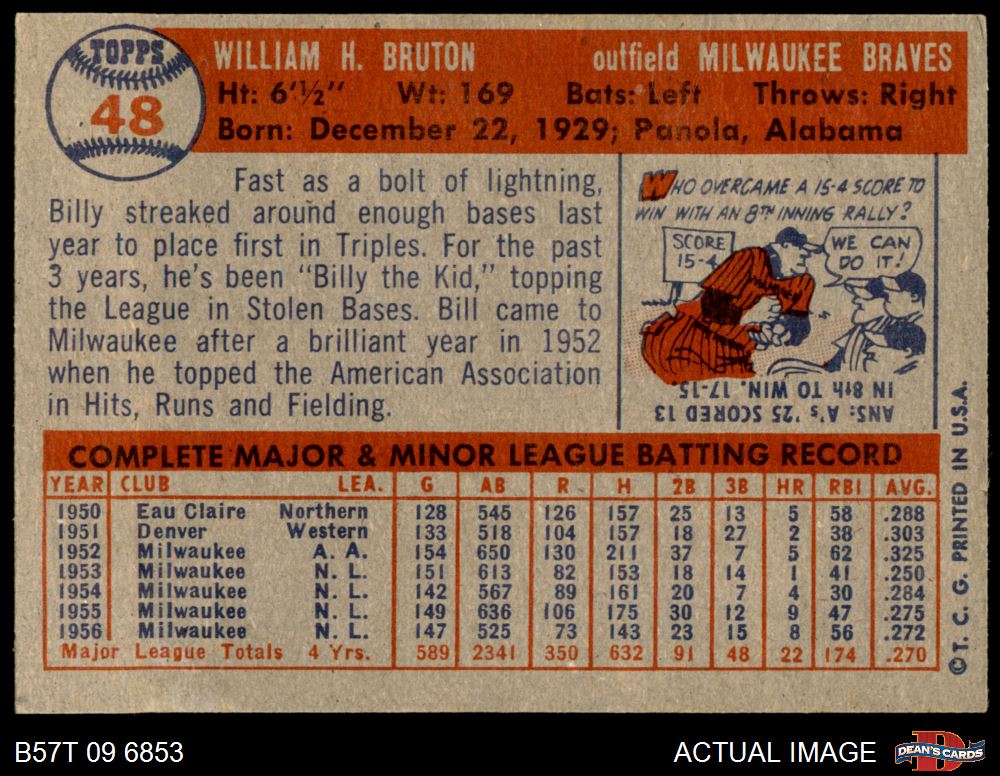 TOPPS
48
WILLIAM H. BRUTON outfield MILWAUKEE BRAVES
Ht: 6'½" Wt: 169 Bats: Left Throws: Right
Born: December 22, 1929; Panola, Alabama
Fast as a bolt of lightning,
Billy streaked around enough bases last
year to place first in Triples. For the past
3 years, he's been "Billy the Kid," topping
the League in Stolen Bases. Bill came to
Milwaukee after a brilliant year in 1952
when he topped the American Association
in Hits, Runs and Fielding.
WHO OVERCAME A 15-4 SCORE TO
WIN WITH AN 8TH INNING RALLY?
SCORE
15-4
WE CAN
DO IT!
ANS: A's '25 SCORED 13
IN 8th TO WIN. 17-15.
COMPLETE MAJOR & MINOR LEAGUE BATTING RECORD
YEAR CLUB LEA. G AB R H 2B 3B HR RBI AVG.
1950 Eau Claire Northern 128 545 126 157 25 13 5 58 .288
1951 Denver Western 133 518 104 157 18 27 2 38 .303
1952 Milwaukee A. A. 154 650 130 211 37 7 5 62 .325
1953 Milwaukee N. L. 151 613 82 153 18 14 1 41 .250
1954 Milwaukee N. L. 142 567 89 161 20 7 4 30 .284
1955 Milwaukee N. L. 149 636 106 175 30 12 9 47 .275
1956 Milwaukee N. L. 147 525 73 143 23 15 8 56 .272
Major League Totals 4 Yrs. 589 2341 350 632 91 48 22 174 .270
© T. C. G. PRINTED IN U.S.A.
B57T 09 6853
ACTUAL IMAGE
DEAN'S CARDS